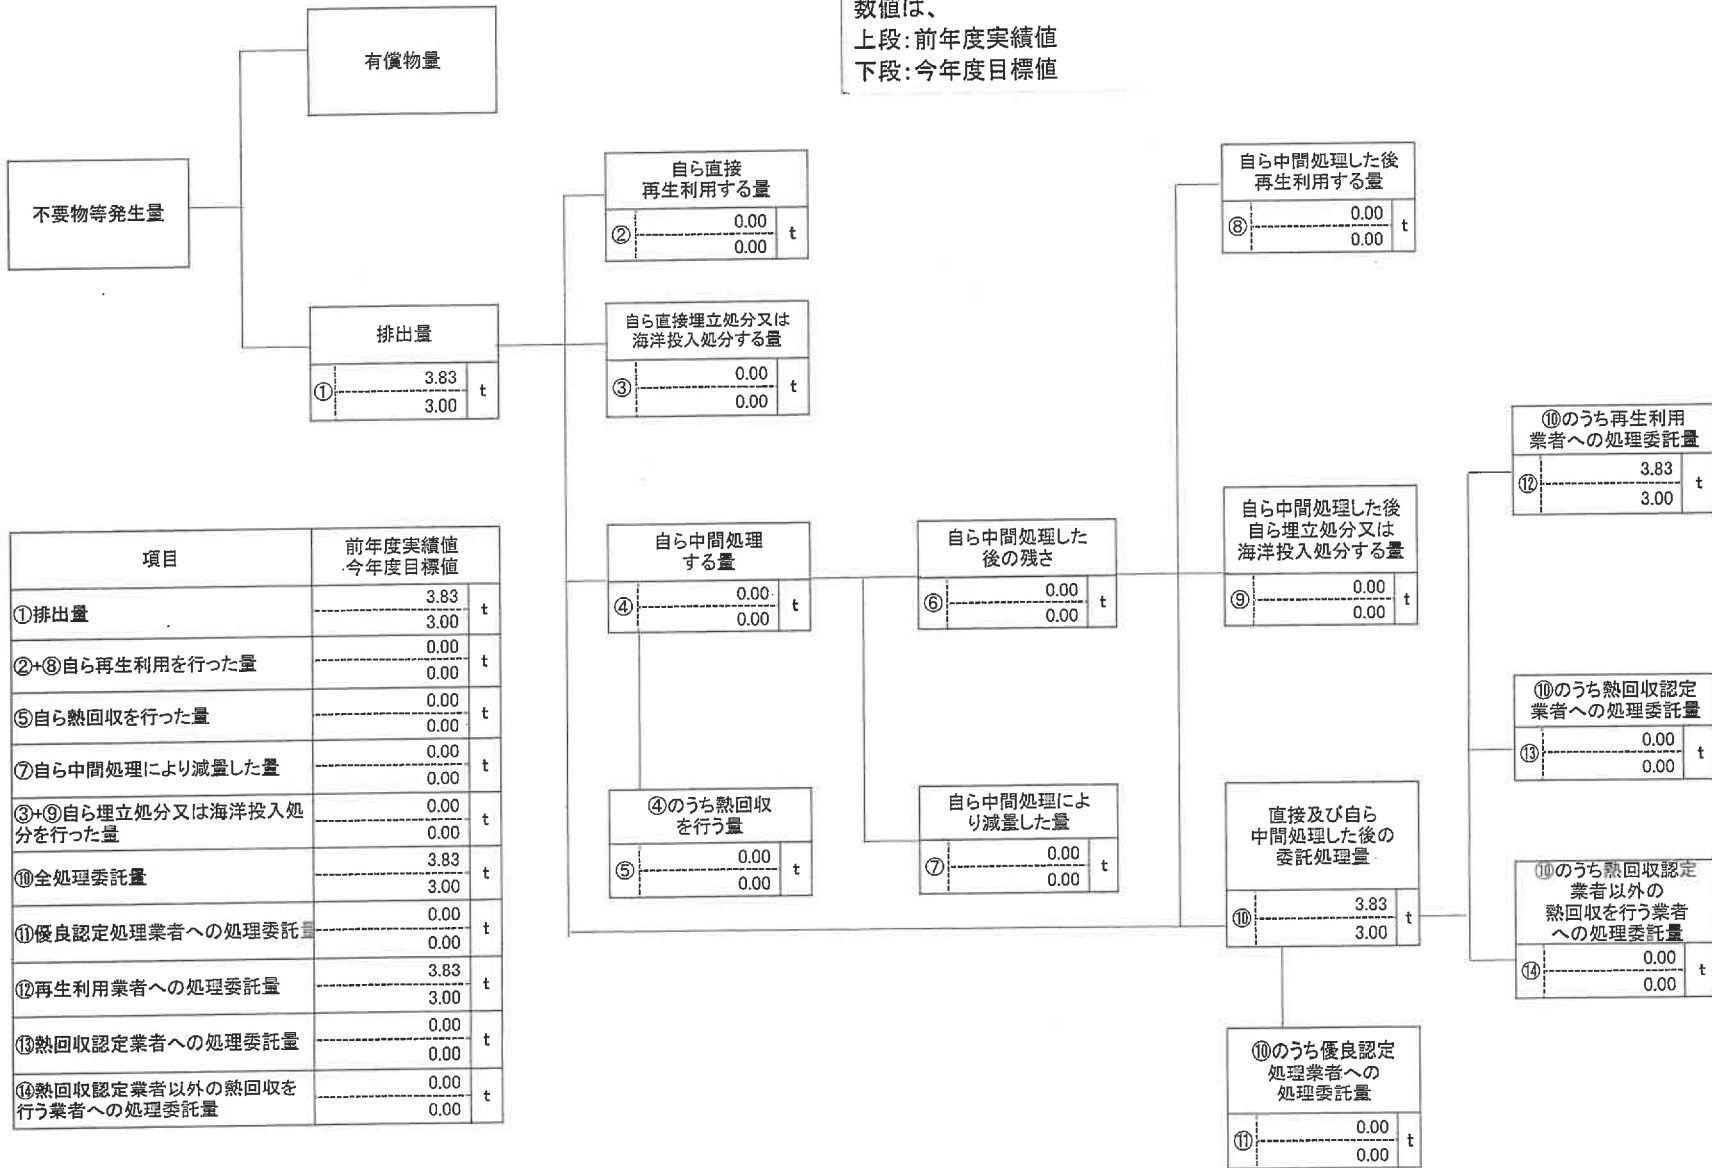 数値は、
上段:前年度実績値
下段:今年度目標値
有償物量
不要物等発生量
排出量
① 3.83 t
3.00
自ら直接
再生利用する量
② 0.00 t
0.00
自ら直接埋立処分又は
海洋投入処分する量
③ 0.00 t
0.00
自ら中間処理
する量
④ 0.00 t
0.00
④のうち熱回収
を行う量
⑤ 0.00 t
0.00
自ら中間処理した
後の残さ
⑥ 0.00 t
0.00
自ら中間処理によ
り減量した量
⑦ 0.00 t
0.00
自ら中間処理した後
再生利用する量
⑧ 0.00 t
0.00
自ら中間処理した後
自ら埋立処分又は
海洋投入処分する量
⑨ 0.00 t
0.00
直接及び自ら
中間処理した後の
委託処理量
⑩ 3.83 t
3.00
⑩のうち優良認定
処理業者への
処理委託量
⑪ 0.00 t
0.00
⑩のうち再生利用
業者への処理委託量
⑫ 3.83 t
3.00
⑩のうち熱回収認定
業者への処理委託量
⑬ 0.00 t
0.00
⑩のうち熱回収認定
業者以外の
熱回収を行う業者
への処理委託量
⑭ 0.00 t
0.00
項目
前年度実績値
今年度目標値
①排出量 3.83 t
3.00
②+⑧自ら再生利用を行った量 0.00 t
0.00
⑤自ら熱回収を行った量 0.00 t
0.00
⑦自ら中間処理により減量した量 0.00 t
0.00
③+⑨自ら埋立処分又は海洋投入処 0.00 t
分を行った量 0.00
⑩全処理委託量 3.83 t
3.00
⑪優良認定処理業者への処理委託量 0.00 t
0.00
⑫再生利用業者への処理委託量 3.83 t
3.00
⑬熱回収認定業者への処理委託量 0.00 t
0.00
⑭熱回収認定業者以外の熱回収を 0.00 t
行う業者への処理委託量 0.00